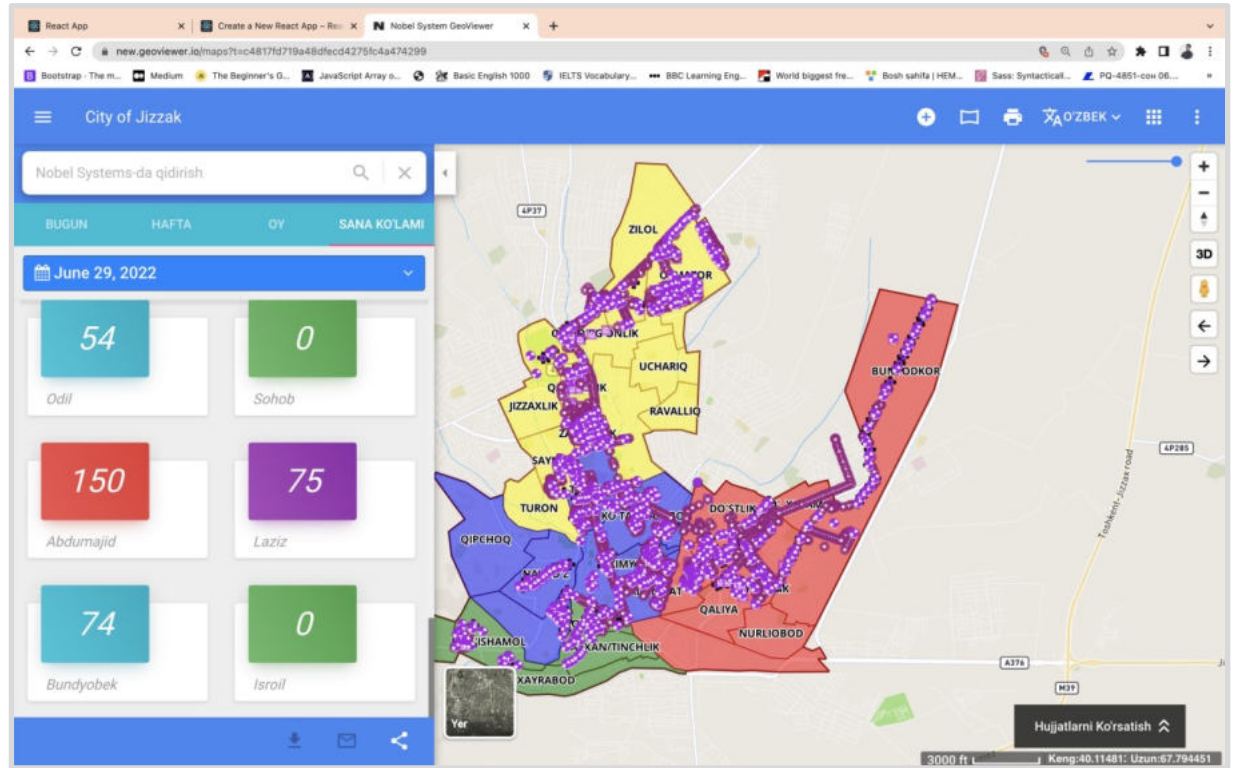 React App
Create a New React App – Rea
Nobel System GeoViewer
new.geoviewer.io/maps?t=c4817fd719a48dfecd4275fc4a474299
Bootstrap · The m...
Medium
The Beginner's G...
JavaScript Array o...
Basic English 1000
IELTS Vocabulary...
BBC Learning Eng...
World biggest fre...
Bosh sahifa | HEM...
Sass: Syntacticall...
PQ-4851-сон 06....
City of Jizzak
O'ZBEK
Nobel Systems-da qidirish
BUGUN HAFTA OY SANA KO'LAMI
June 29, 2022
54 0
Odil Sohob
150 75
Abdumajid Laziz
74 0
Bundyobek Isroil
3D
4P37
ZILOL
UCHARIQ
JIZZAXLIK
RAVALLIQ
TURON
DO'STLIK
QIPCHOQ
QALIYA
NURLIOBOD
XAN/TINCHLIK
XAYRABOD
4P285
Toshkent-Jizzax road
A376
M39
Yer
Hujjatlarni Ko'rsatish
3000 ft
Keng:40.11481; Uzun:67.794451